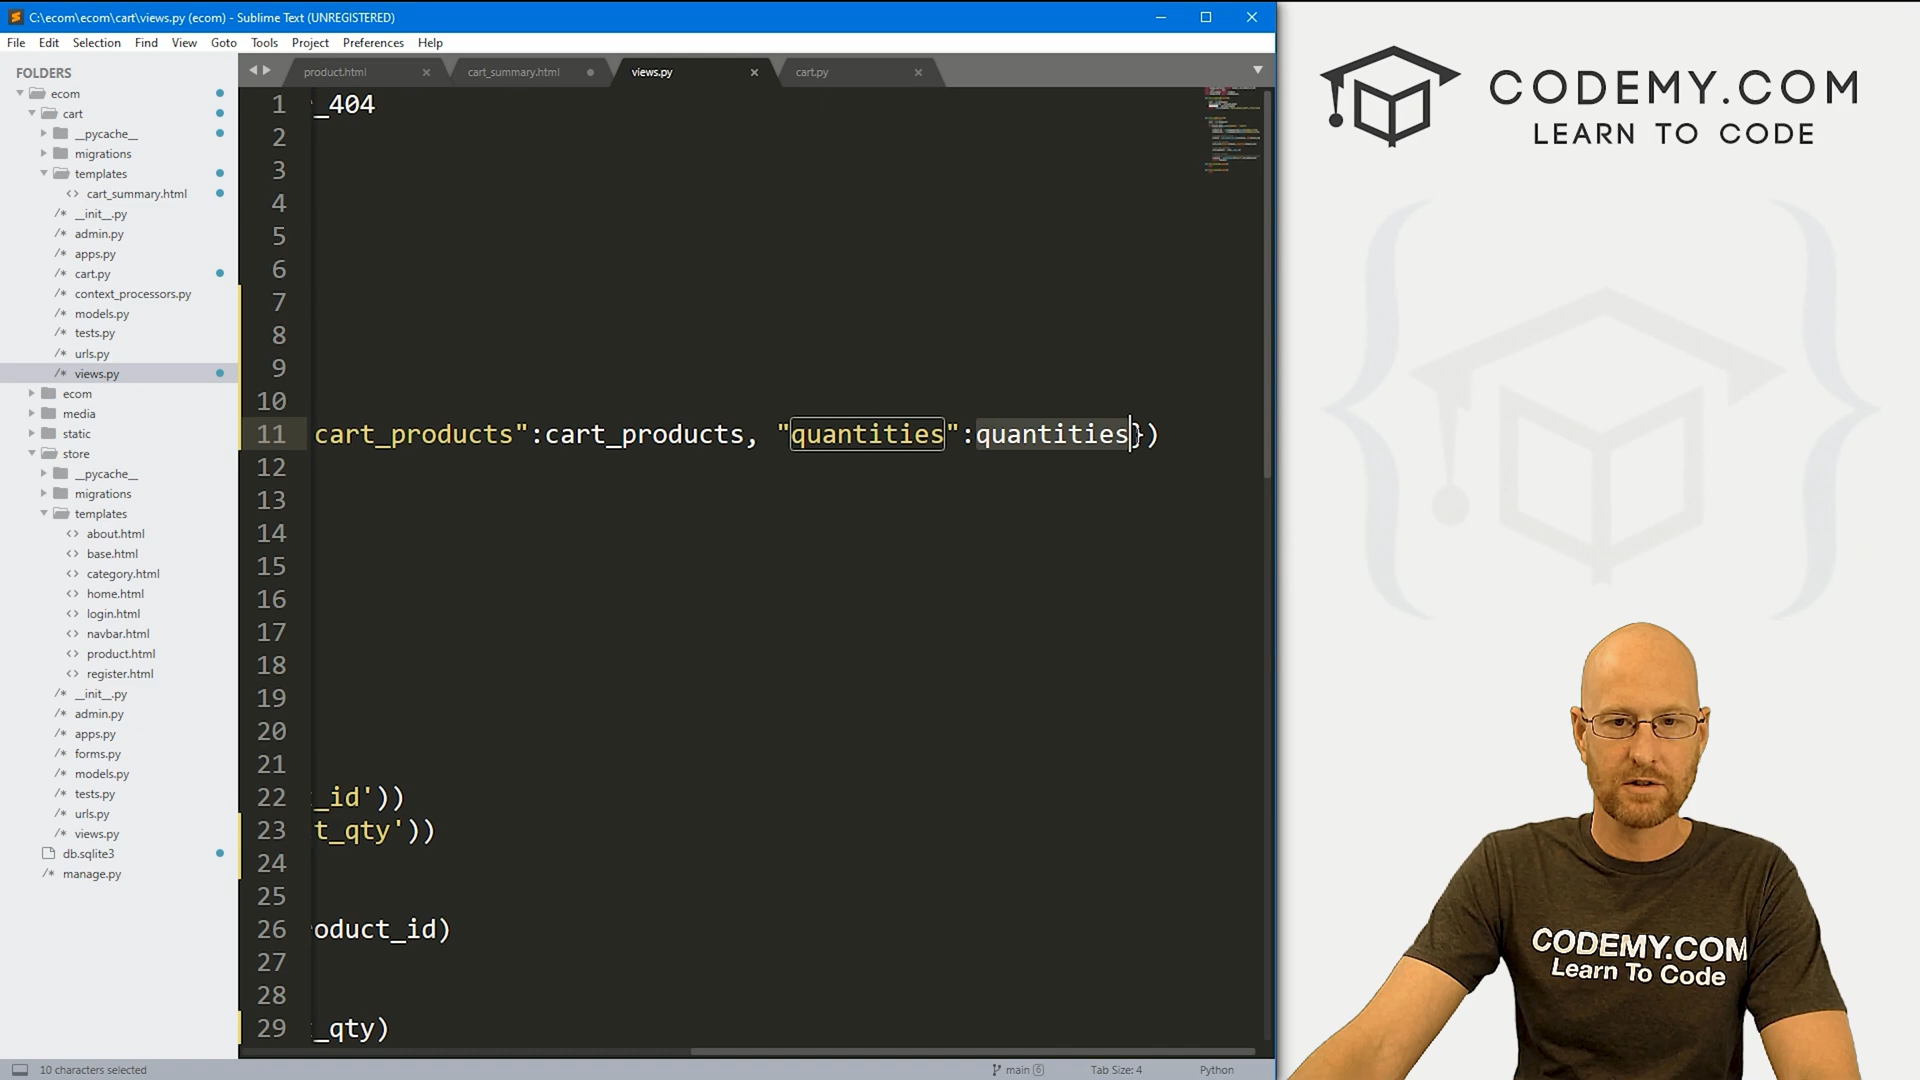 C:\ecom\ecom\cart\views.py (ecom) - Sublime Text (UNREGISTERED)
File Edit Selection Find View Goto Tools Project Preferences Help
FOLDERS
ecom
cart
__pycache__
migrations
templates
<> cart_summary.html
/* __init__.py
/* admin.py
/* apps.py
/* cart.py
/* context_processors.py
/* models.py
/* tests.py
/* urls.py
/* views.py
ecom
media
static
store
__pycache__
migrations
templates
<> about.html
<> base.html
<> category.html
<> home.html
<> login.html
<> navbar.html
<> product.html
<> register.html
/* __init__.py
/* admin.py
/* apps.py
/* forms.py
/* models.py
/* tests.py
/* urls.py
/* views.py
db.sqlite3
/* manage.py
product.html cart_summary.html views.py cart.py
1 _404
2
3
4
5
6
7
8
9
10
11 cart_products":cart_products, "quantities":quantities})
12
13
14
15
16
17
18
19
20
21
22 _id'))
23 t_qty'))
24
25
26 oduct_id)
27
28
29 _qty)
10 characters selected main 6 Tab Size: 4 Python
CODEMY.COM
LEARN TO CODE
CODEMY.COM
Learn To Code